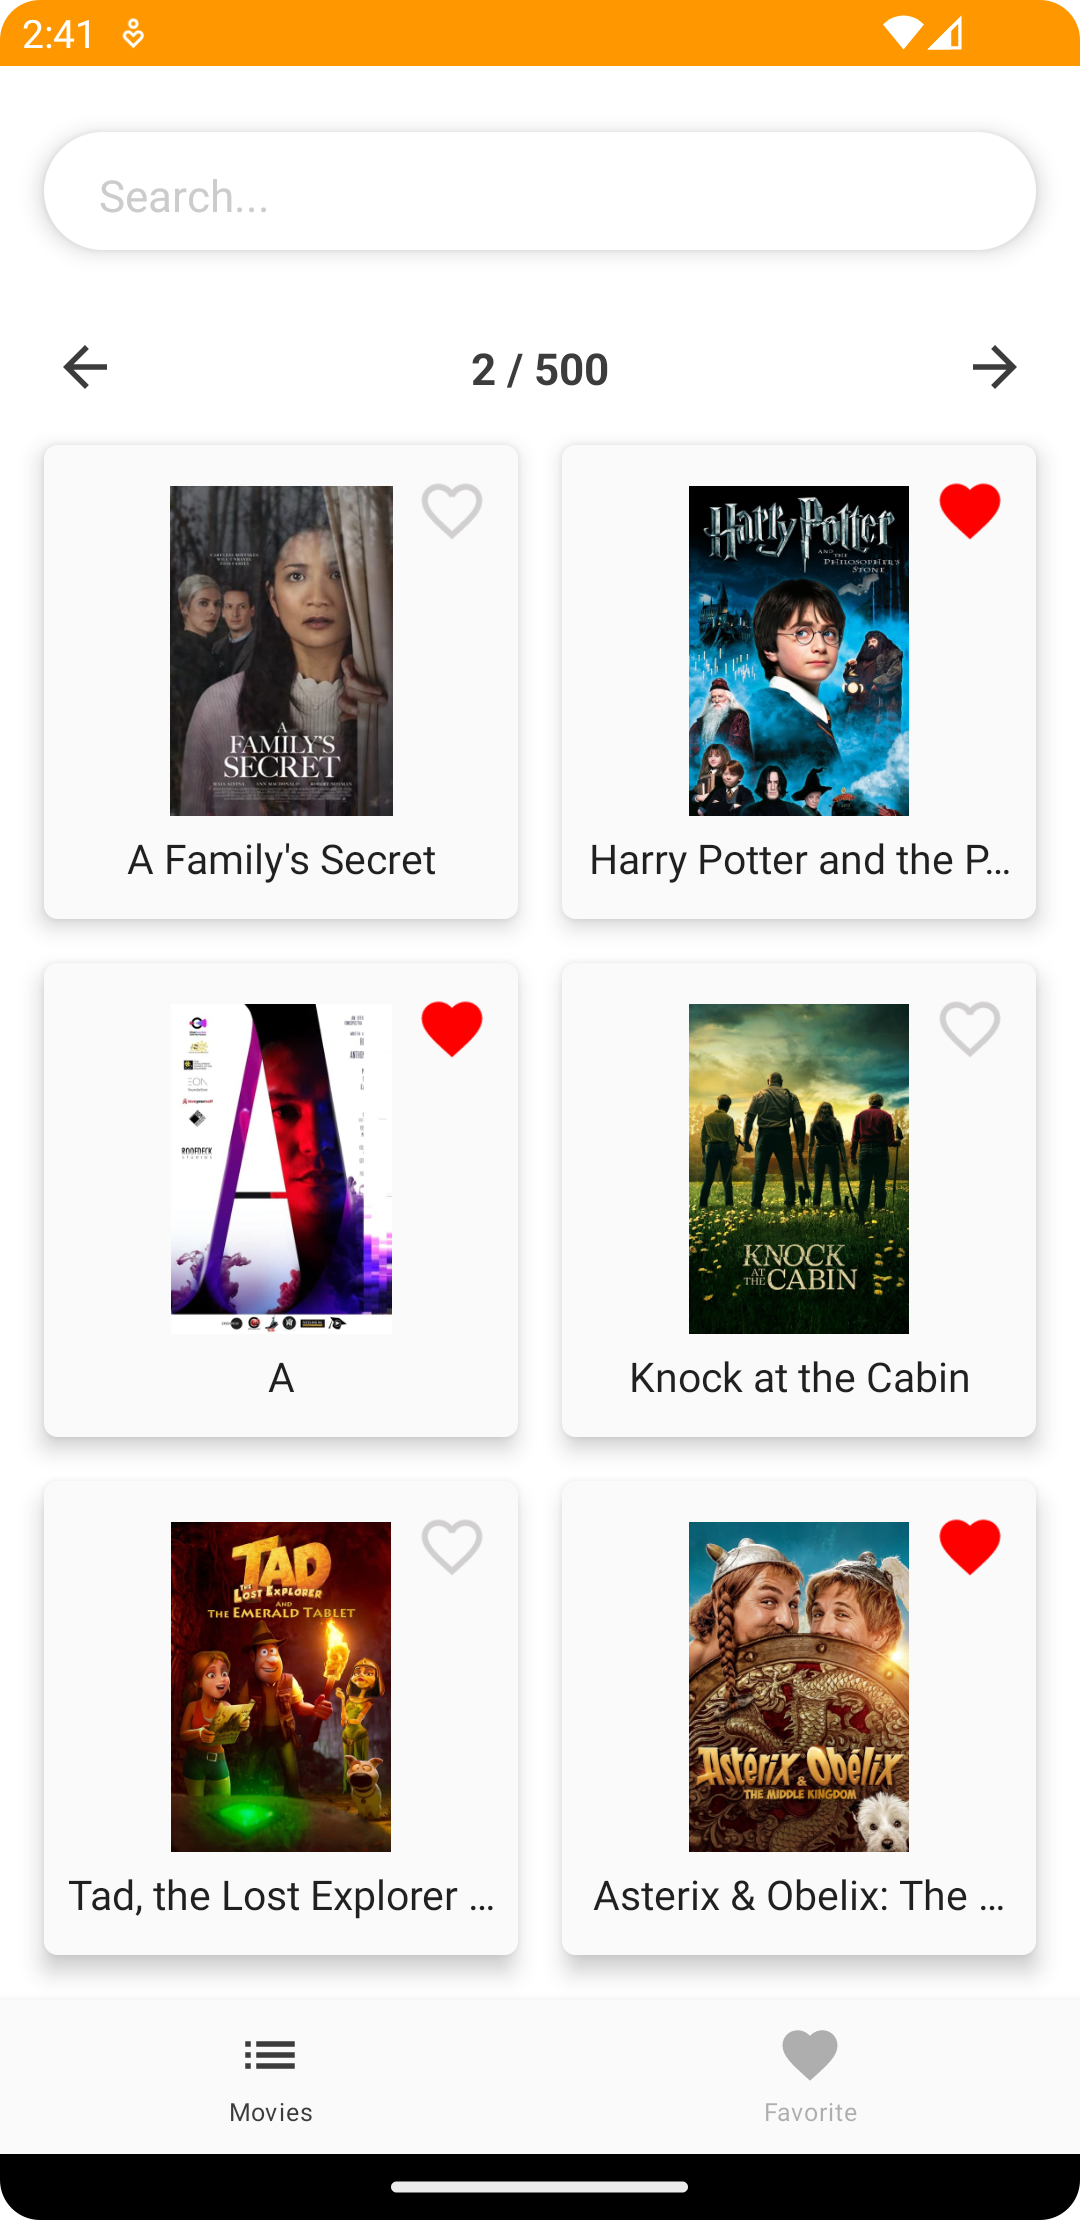 2:41
Search...
2 / 500
A
FAMILY'S
SECRET
A Family's Secret
Harry Potter
AND THE
PHILOSOPHER'S
STONE
Harry Potter and the P...
A
EON
A
KNOCK
AT
THE CABIN
Knock at the Cabin
TAD
THE
LOST EXPLORER
AND
THE EMERALD TABLET
Tad, the Lost Explorer ...
Astérix & Obélix
THE MIDDLE KINGDOM
Asterix & Obelix: The ...
Movies
Favorite